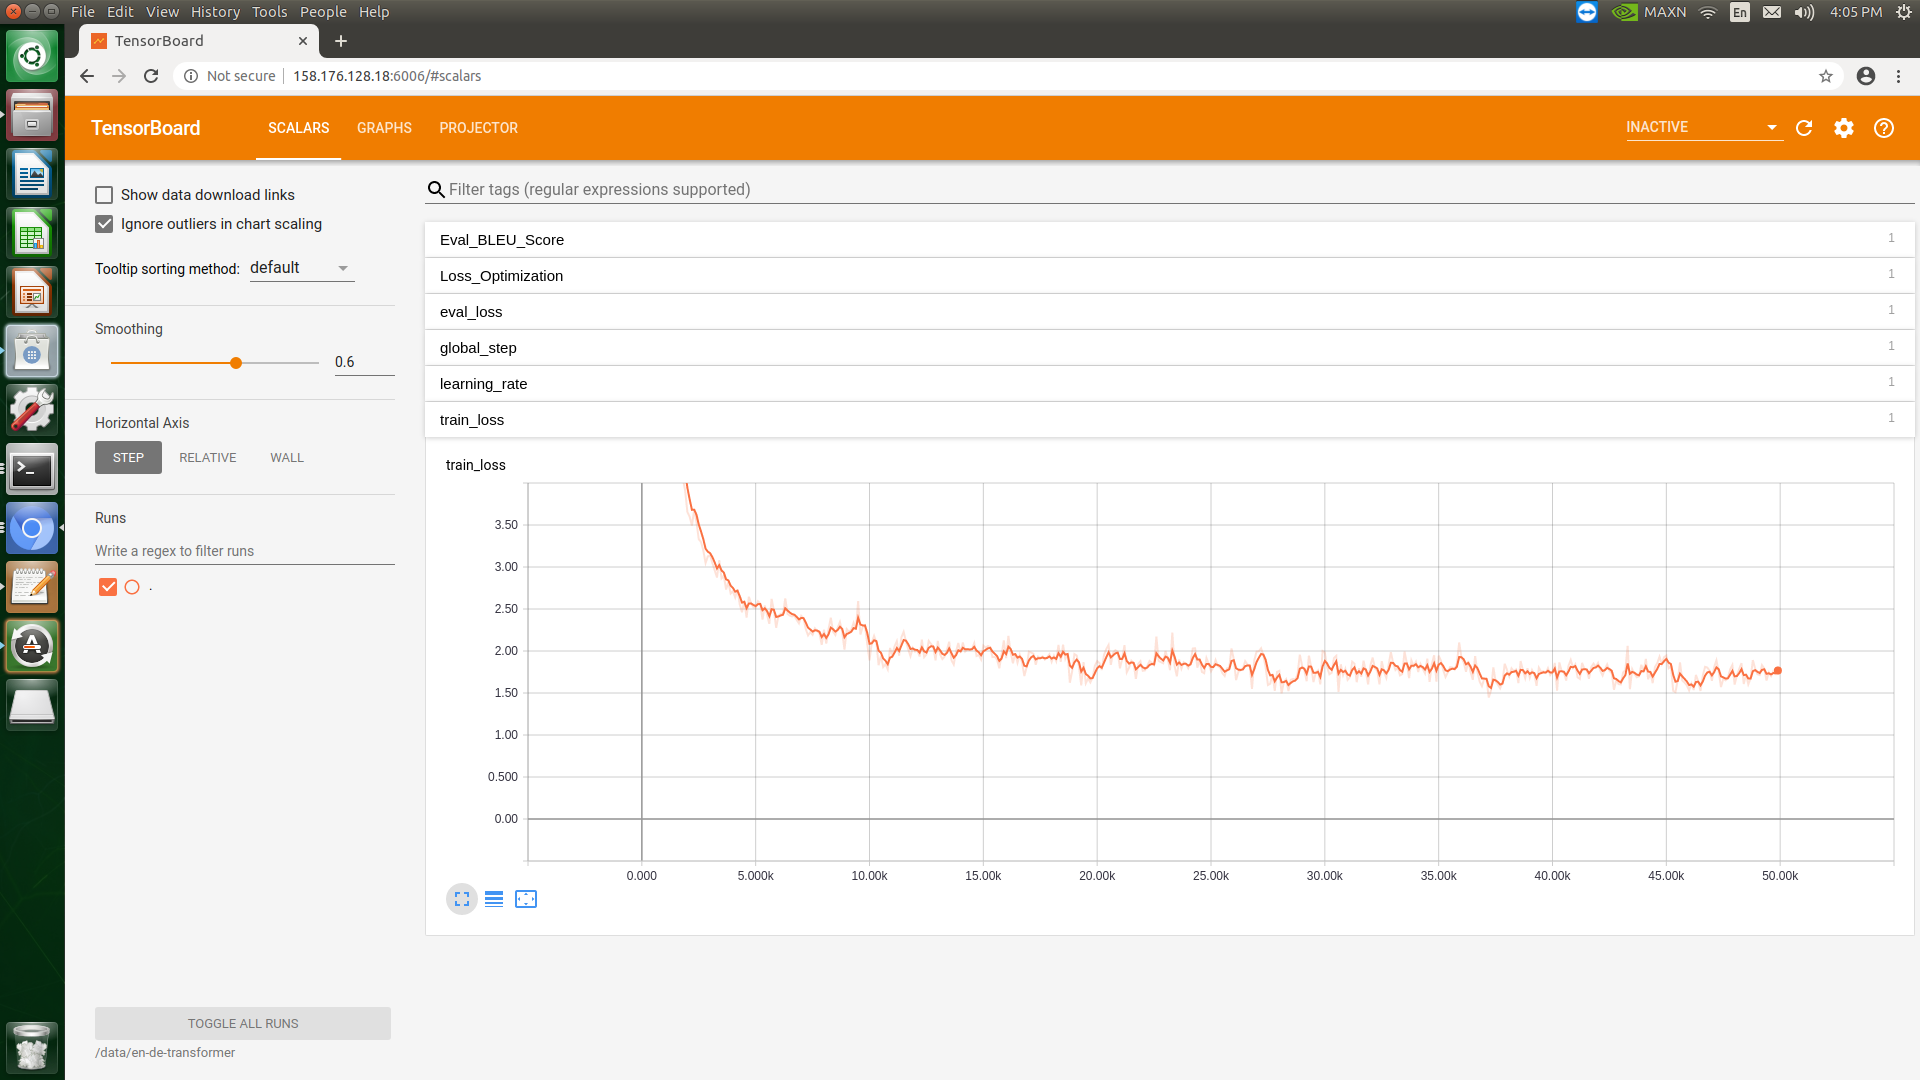 File Edit View History Tools People Help
MAXN En 4:05 PM
TensorBoard
Not secure 158.176.128.18:6006/#scalars
TensorBoard SCALARS GRAPHS PROJECTOR INACTIVE
Show data download links
Ignore outliers in chart scaling
Tooltip sorting method: default
Smoothing
0.6
Horizontal Axis
STEP RELATIVE WALL
Runs
Write a regex to filter runs
.
TOGGLE ALL RUNS
/data/en-de-transformer
Filter tags (regular expressions supported)
Eval_BLEU_Score 1
Loss_Optimization 1
eval_loss 1
global_step 1
learning_rate 1
train_loss 1
train_loss
3.50
3.00
2.50
2.00
1.50
1.00
0.500
0.00
0.000 5.000k 10.00k 15.00k 20.00k 25.00k 30.00k 35.00k 40.00k 45.00k 50.00k